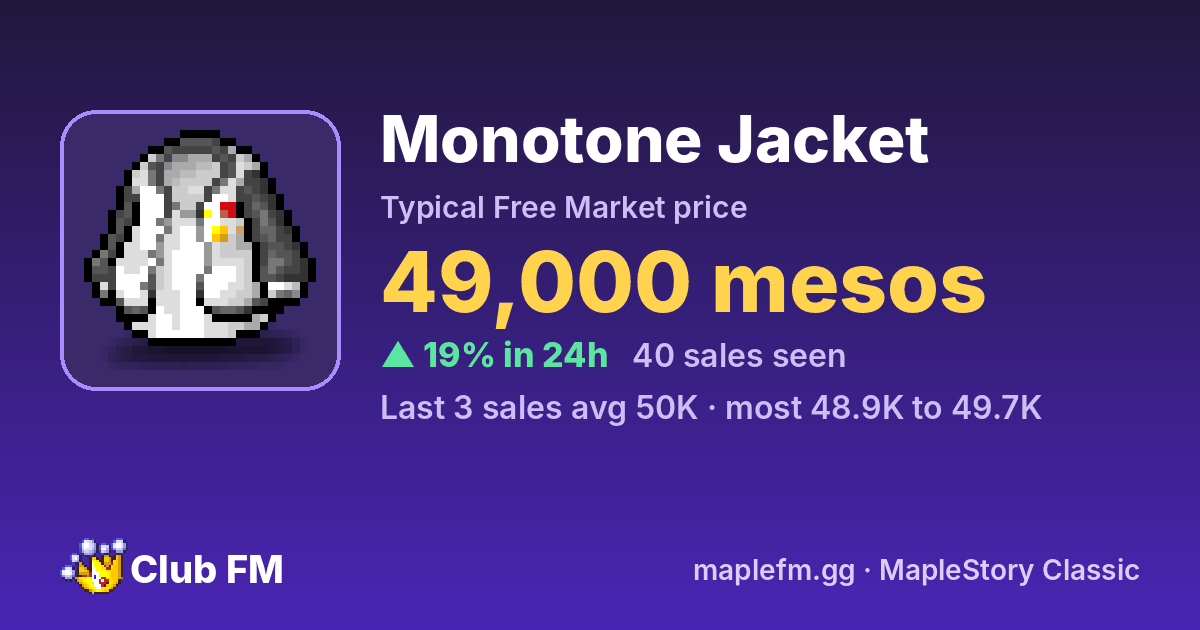 Monotone Jacket
Typical Free Market price
49,000 mesos
▲ 19% in 24h 40 sales seen
Last 3 sales avg 50K · most 48.9K to 49.7K
Club FM
maplefm.gg · MapleStory Classic